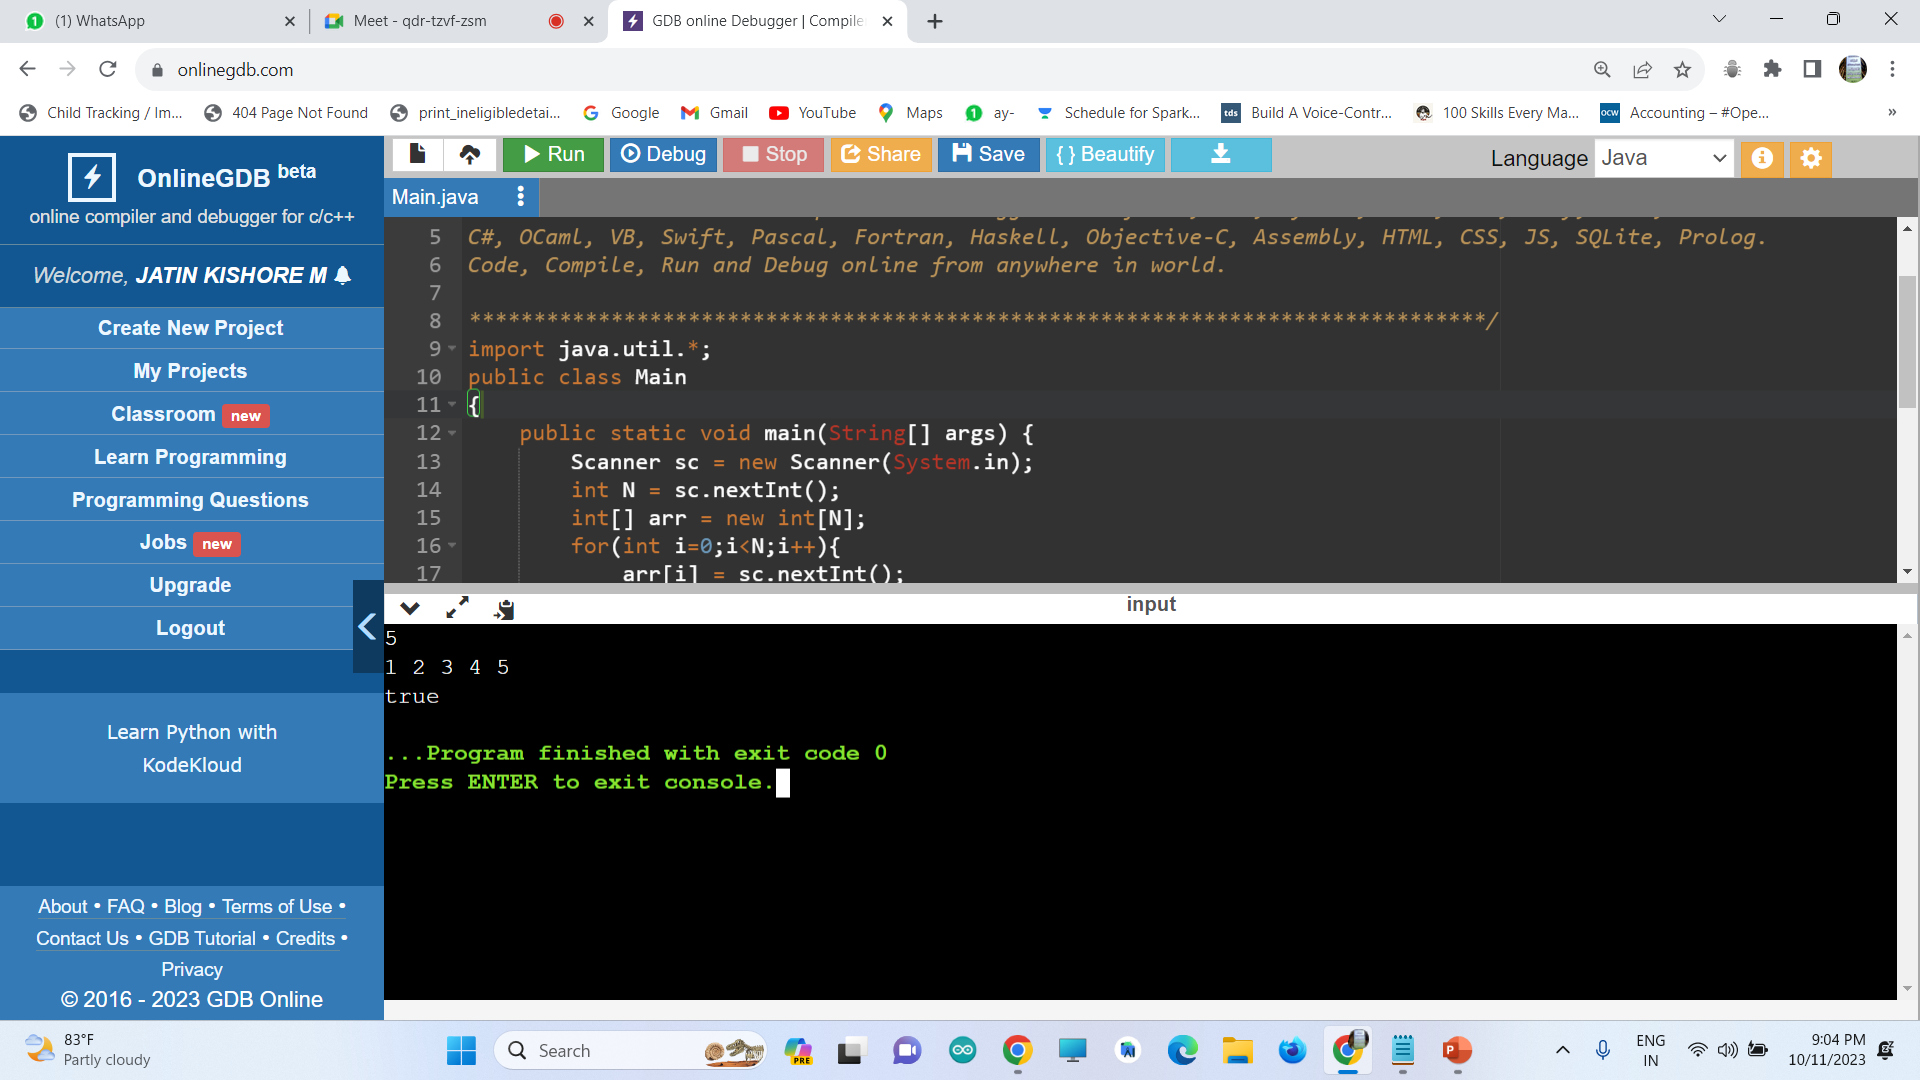 (1) WhatsApp
Meet - qdr-tzvf-zsm
GDB online Debugger | Compile
onlinegdb.com
Child Tracking / Im...
404 Page Not Found
print_ineligibledetai...
Google
Gmail
YouTube
Maps
ay-
Schedule for Spark...
tds Build A Voice-Contr...
100 Skills Every Ma...
OCW Accounting – #Ope...
OnlineGDB beta
online compiler and debugger for c/c++
Welcome, JATIN KISHORE M
Create New Project
My Projects
Classroom new
Learn Programming
Programming Questions
Jobs new
Upgrade
Logout
Learn Python with
KodeKloud
About • FAQ • Blog • Terms of Use •
Contact Us • GDB Tutorial • Credits •
Privacy
© 2016 - 2023 GDB Online
Run
Debug
Stop
Share
Save
{ } Beautify
Language Java
Main.java
5 C#, OCaml, VB, Swift, Pascal, Fortran, Haskell, Objective-C, Assembly, HTML, CSS, JS, SQLite, Prolog.
6 Code, Compile, Run and Debug online from anywhere in world.
7
8 *******************************************************************************/
9 import java.util.*;
10 public class Main
11 {
12 public static void main(String[] args) {
13 Scanner sc = new Scanner(System.in);
14 int N = sc.nextInt();
15 int[] arr = new int[N];
16 for(int i=0;i<N;i++){
17 arr[i] = sc.nextInt();
input
5
1 2 3 4 5
true
...Program finished with exit code 0
Press ENTER to exit console.
83°F
Partly cloudy
Search
PRE
ENG
IN
9:04 PM
10/11/2023